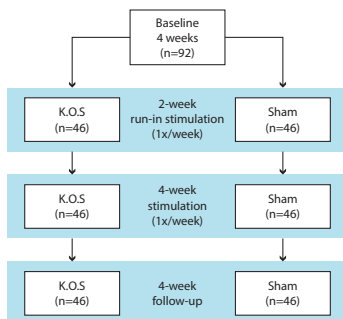 Baseline
4 weeks
(n=92)
K.O.S
(n=46)
2-week
run-in stimulation
(1x/week)
Sham
(n=46)
K.O.S
(n=46)
4-week
stimulation
(1x/week)
Sham
(n=46)
K.O.S
(n=46)
4-week
follow-up
Sham
(n=46)